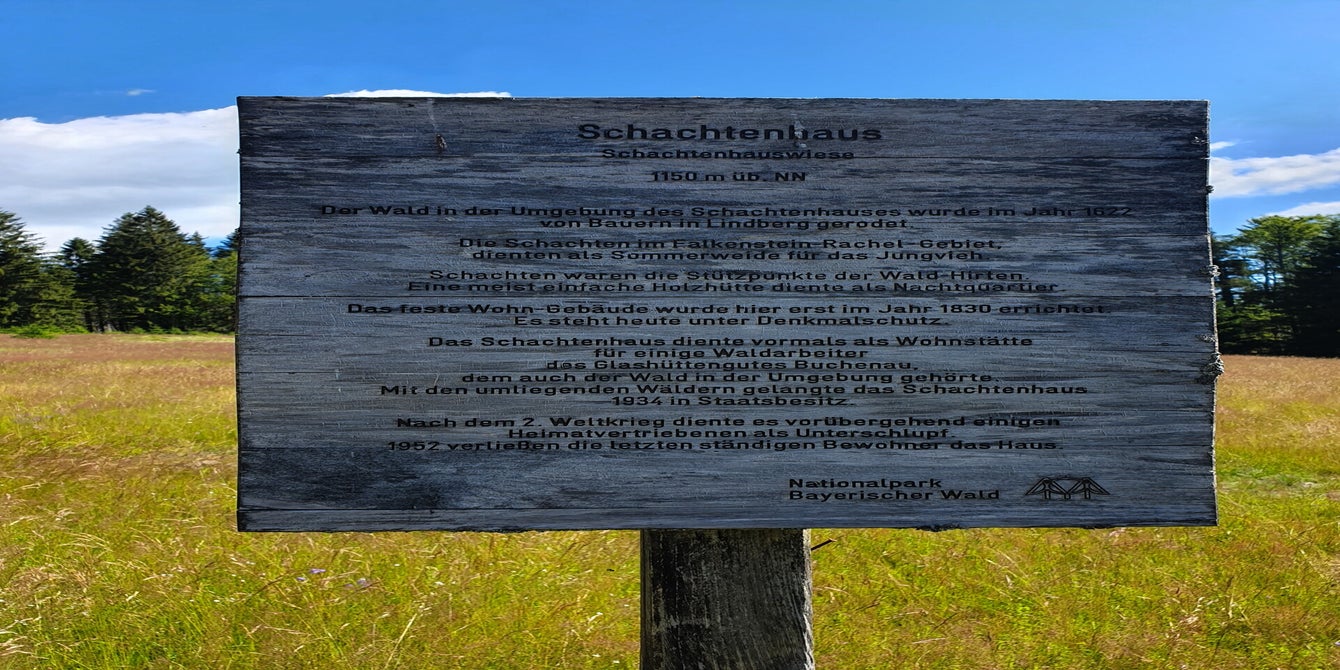 Schachtenhaus
Schachtenhauswiese
1150 m üb. NN
Der Wald in der Umgebung des Schachtenhauses wurde im Jahr 1622
von Bauern in Lindberg gerodet.
Die Schachten im Falkenstein-Rachel-Gebiet,
dienten als Sommerweide für das Jungvieh.
Schachten waren die Stützpunkte der Wald-Hirten.
Eine meist einfache Holzhütte diente als Nachtquartier.
Das feste Wohn-Gebäude wurde hier erst im Jahr 1830 errichtet.
Es steht heute unter Denkmalschutz.
Das Schachtenhaus diente vormals als Wohnstätte
für einige Waldarbeiter
des Glashüttengutes Buchenau,
dem auch der Wald in der Umgebung gehörte.
Mit den umliegenden Wäldern gelangte das Schachtenhaus
1934 in Staatsbesitz.
Nach dem 2. Weltkrieg diente es vorübergehend einigen
Heimatvertriebenen als Unterschlupf.
1952 verließen die letzten ständigen Bewohner das Haus.
Nationalpark
Bayerischer Wald